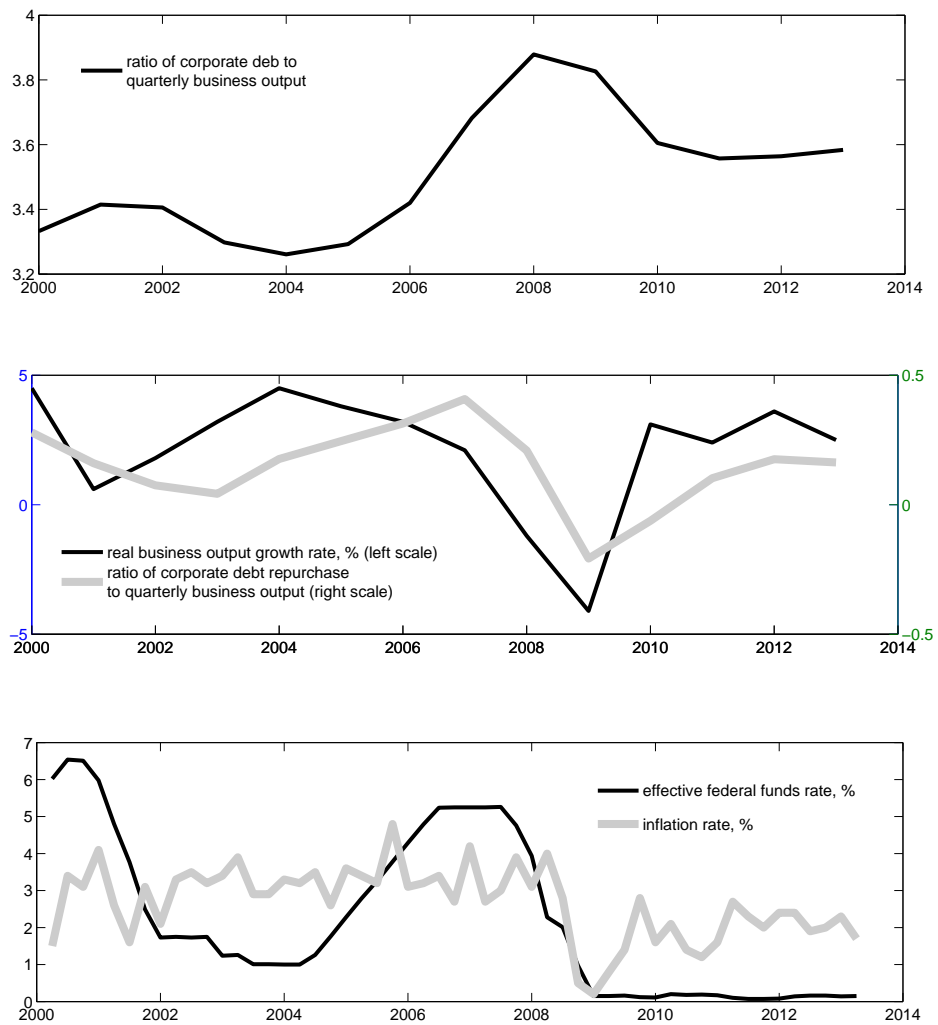 4
3.8
3.6
3.4
3.2
ratio of corporate deb to
quarterly business output
2000 2002 2004 2006 2008 2010 2012 2014
5
0
−5
0.5
0
−0.5
real business output growth rate, % (left scale)
ratio of corporate debt repurchase
to quarterly business output (right scale)
2000 2002 2004 2006 2008 2010 2012 2014
7
6
5
4
3
2
1
0
effective federal funds rate, %
inflation rate, %
2000 2002 2004 2006 2008 2010 2012 2014